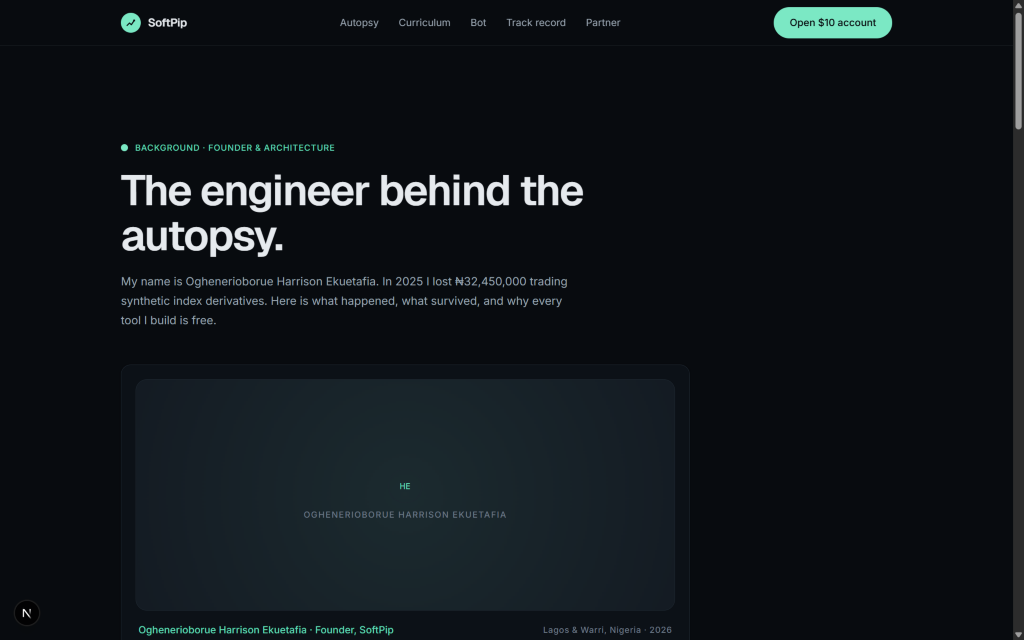 SoftPip
Autopsy
Curriculum
Bot
Track record
Partner
Open $10 account
BACKGROUND · FOUNDER & ARCHITECTURE
The engineer behind the
autopsy.
My name is Oghenerioborue Harrison Ekuetafia. In 2025 I lost ₦32,450,000 trading
synthetic index derivatives. Here is what happened, what survived, and why every
tool I build is free.
HE
OGHENERIOBORUE HARRISON EKUETAFIA
Oghenerioborue Harrison Ekuetafia · Founder, SoftPip
Lagos & Warri, Nigeria · 2026
N